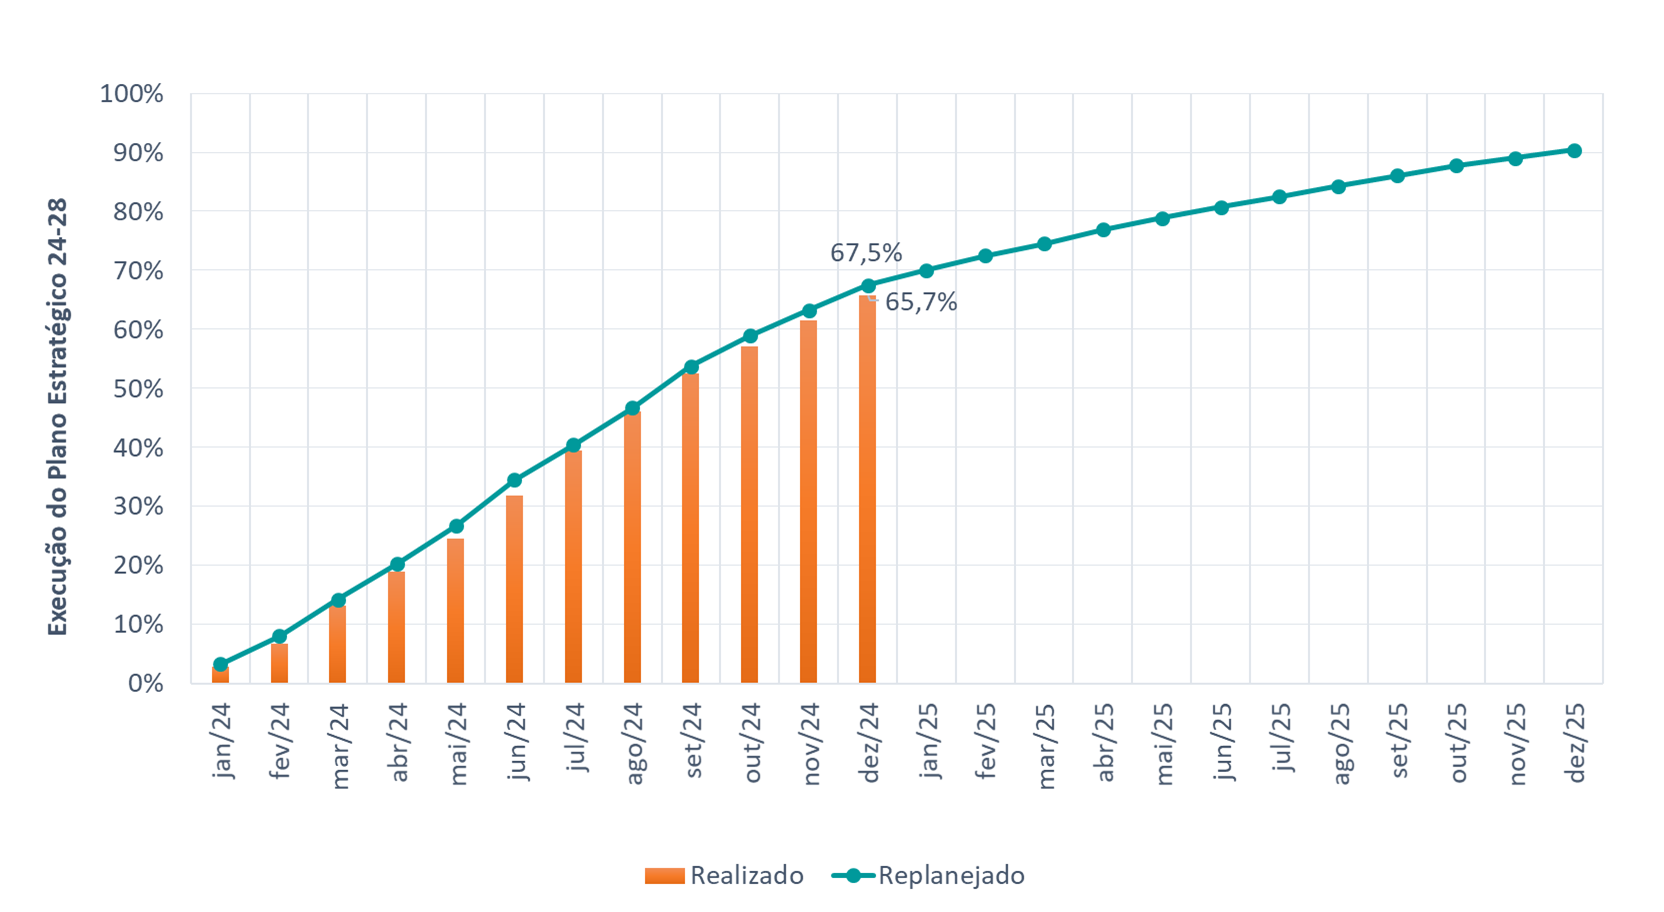 Execução do Plano Estratégico 24-28
100%
90%
80%
70%
60%
50%
40%
30%
20%
10%
0%
67,5%
65,7%
jan/24
fev/24
mar/24
abr/24
mai/24
jun/24
jul/24
ago/24
set/24
out/24
nov/24
dez/24
jan/25
fev/25
mar/25
abr/25
mai/25
jun/25
jul/25
ago/25
set/25
out/25
nov/25
dez/25
Realizado
Replanejado